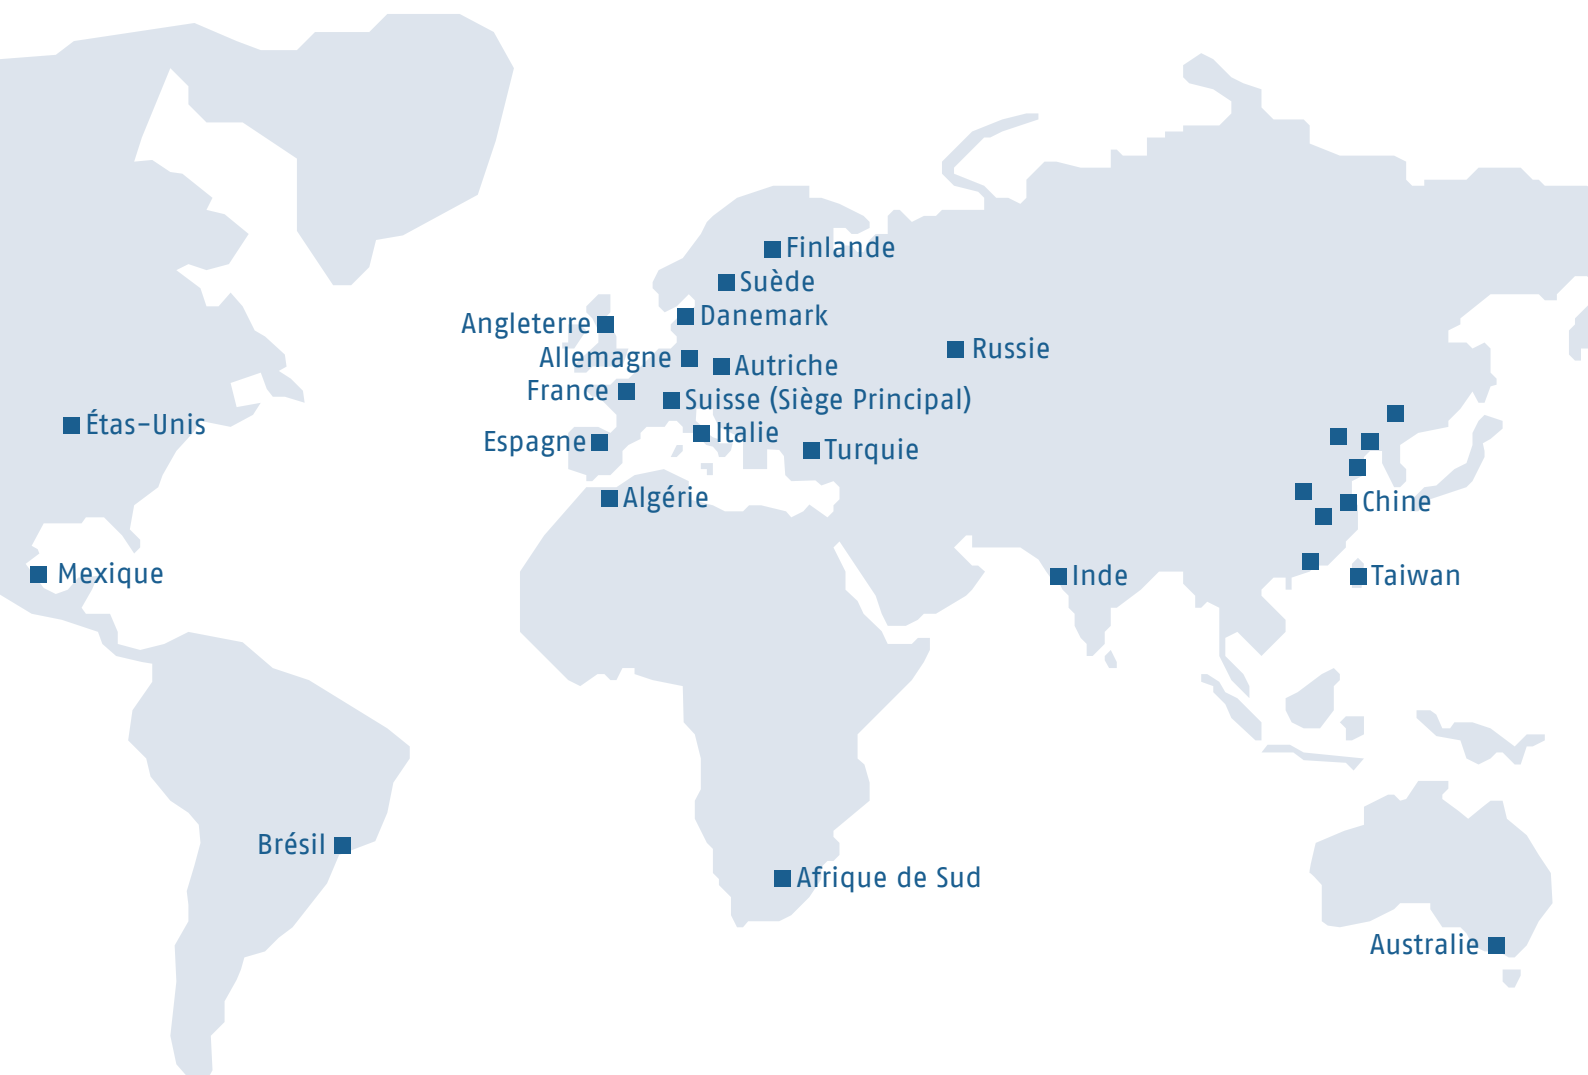 Finlande
Suède
Danemark
Angleterre
Russie
Allemagne
Autriche
France
Suisse (Siège Principal)
Étas-Unis
Italie
Espagne
Turquie
Algérie
Chine
Mexique
Inde
Taiwan
Brésil
Afrique de Sud
Australie